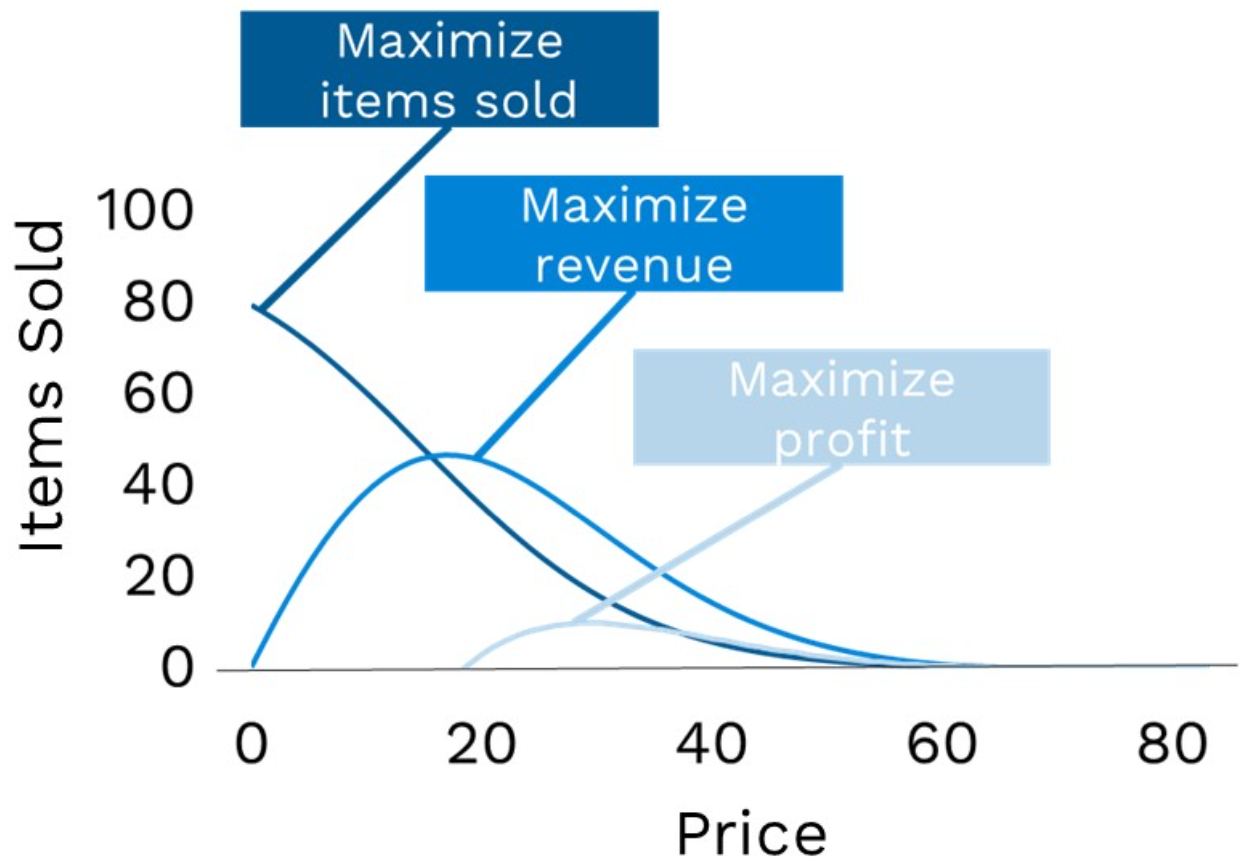 Maximize
items sold
Maximize
revenue
Maximize
profit
Items Sold
100
80
60
40
20
0
0 20 40 60 80
Price